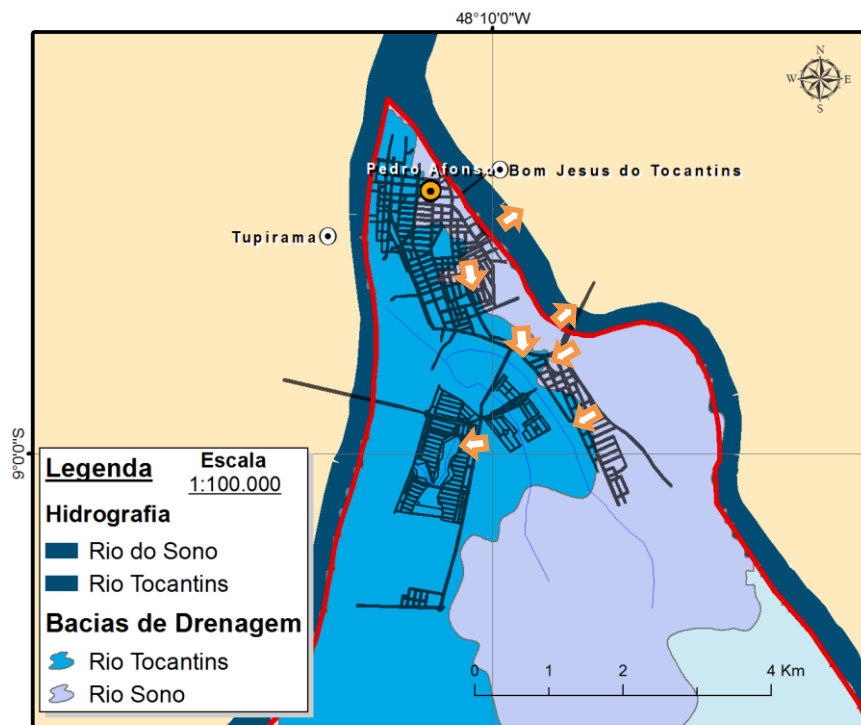 48°10'0"W
N
W E
S
Pedro Afonso
Bom Jesus do Tocantins
Tupirama
9°0'0"S
Legenda
Escala
1:100.000
Hidrografia
Rio do Sono
Rio Tocantins
Bacias de Drenagem
Rio Tocantins
Rio Sono
0 1 2 4 Km